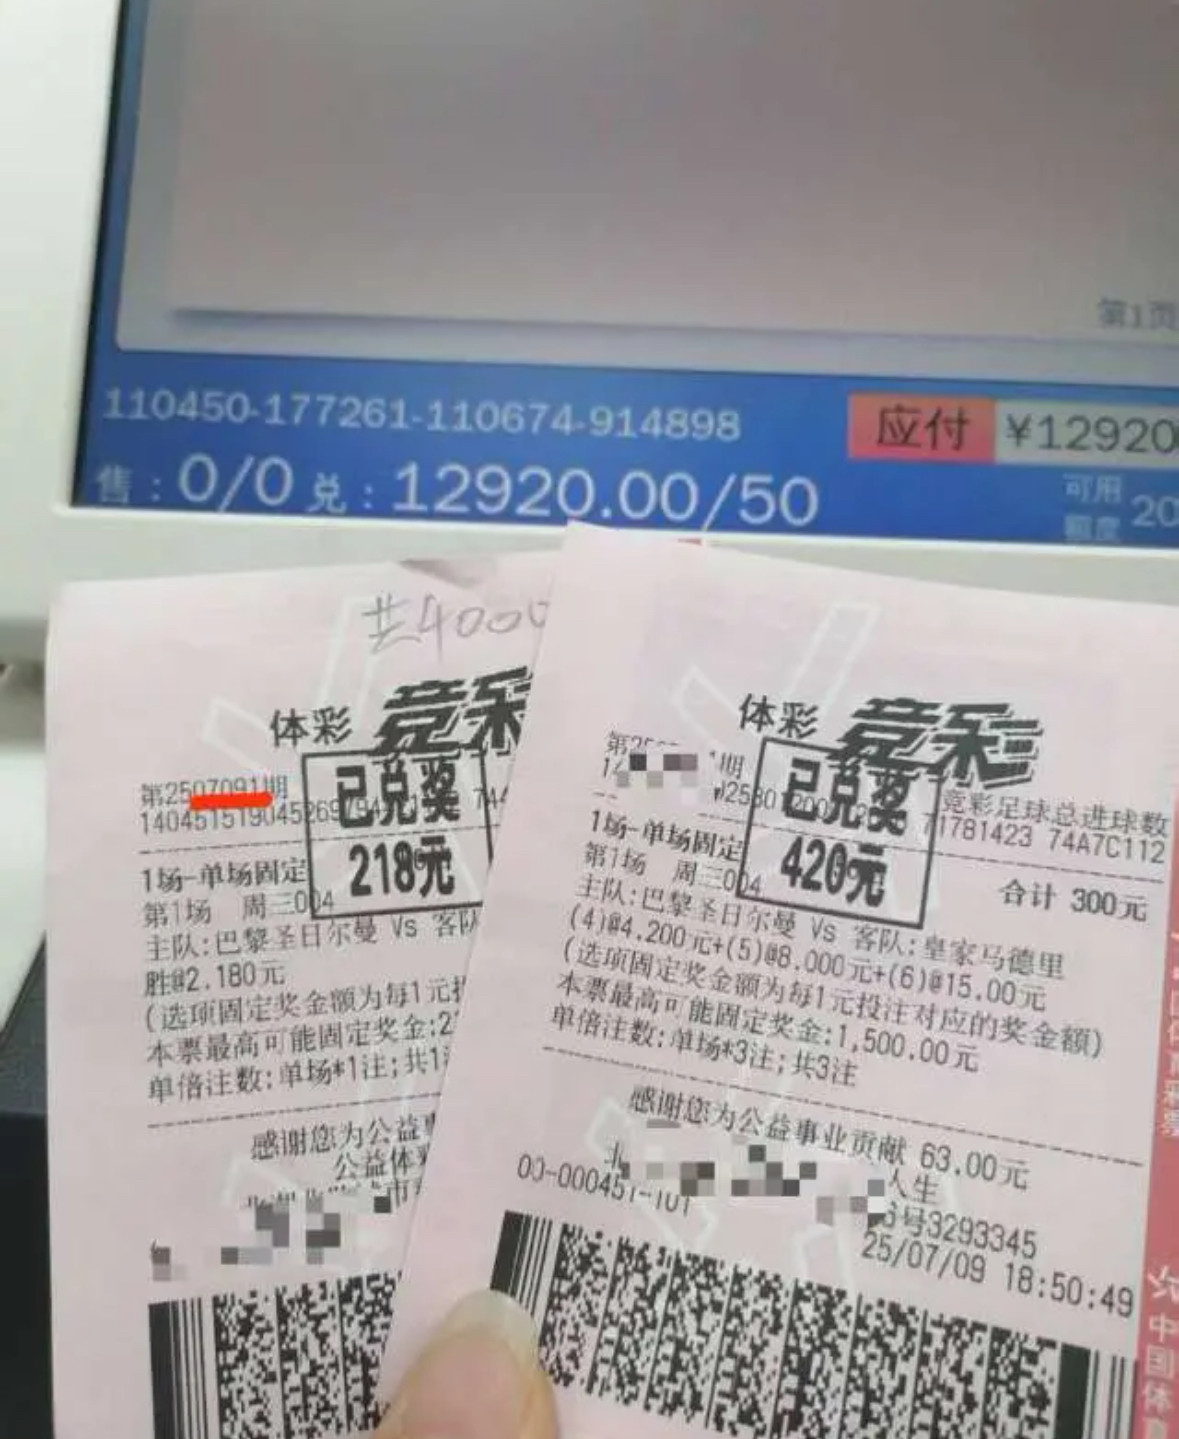 第1页
110450-177261-110674-914898
应付 ¥12920
售：0/0 兑：12920.00/50
可用额度 20
共4000
体彩 竞彩
第2507091期
已兑奖
218元
1场-单场固定
第1场 周三004
主队:巴黎圣日尔曼 Vs 客队
胜@2.180元
(选项固定奖金额为每1元投
本票最高可能固定奖金:2
单倍注数:单场*1注;共1注
感谢您为公益事
公益体彩
体彩 竞彩
已兑奖
420元
竞彩足球总进球数
71781423 74A7C112
1场-单场固定
合计 300元
第1场 周三004
主队:巴黎圣日尔曼 Vs 客队:皇家马德里
(4)@4.200元+(5)@8.000元+(6)@15.00元
(选项固定奖金额为每1元投注对应的奖金额)
本票最高可能固定奖金:1,500.00元
单倍注数:单场*3注;共3注
感谢您为公益事业贡献 63.00元
人生
00-000451-101
号3293345
25/07/09 18:50:49
中国体